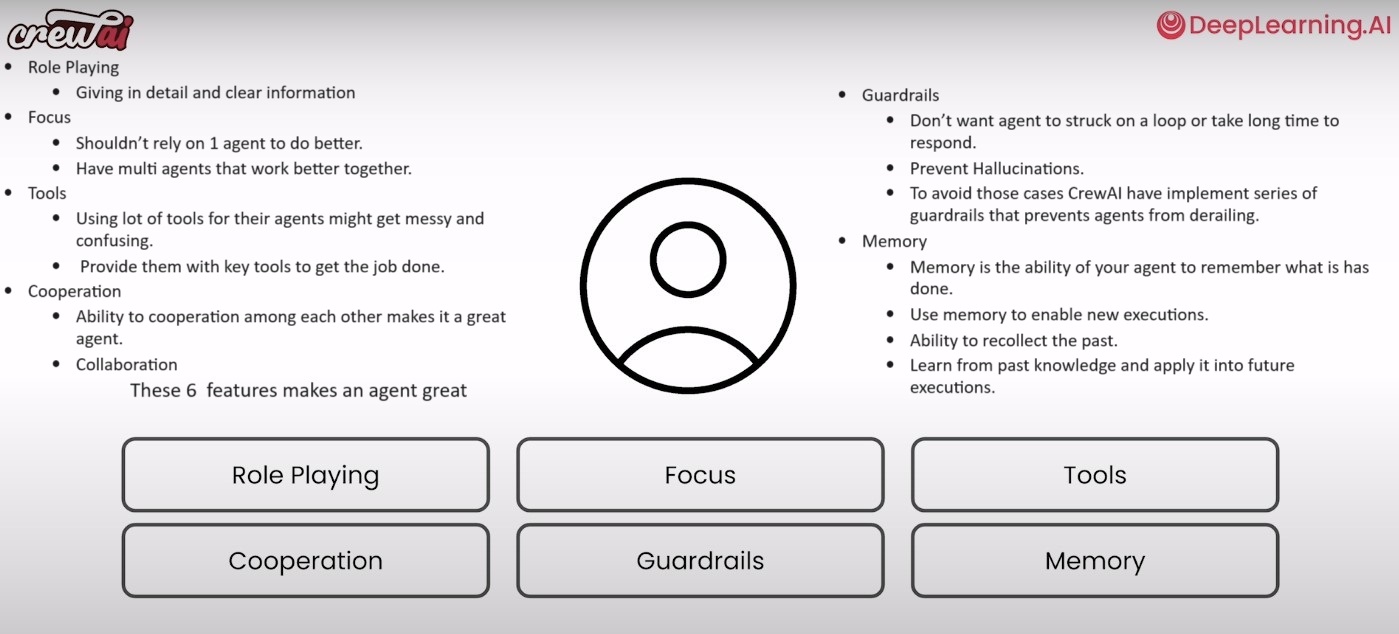 crewai
DeepLearning.AI
• Role Playing
• Giving in detail and clear information
• Focus
• Shouldn't rely on 1 agent to do better.
• Have multi agents that work better together.
• Tools
• Using lot of tools for their agents might get messy and
confusing.
• Provide them with key tools to get the job done.
• Cooperation
• Ability to cooperation among each other makes it a great
agent.
• Collaboration
These 6 features makes an agent great
• Guardrails
• Don't want agent to struck on a loop or take long time to
respond.
• Prevent Hallucinations.
• To avoid those cases CrewAI have implement series of
guardrails that prevents agents from derailing.
• Memory
• Memory is the ability of your agent to remember what is has
done.
• Use memory to enable new executions.
• Ability to recollect the past.
• Learn from past knowledge and apply it into future
executions.
Role Playing
Focus
Tools
Cooperation
Guardrails
Memory